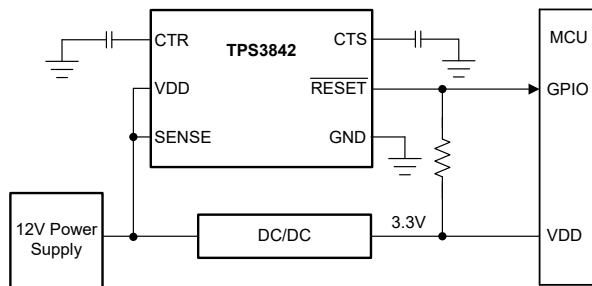 CTR
TPS3842
CTS
MCU
VDD
RESET
GPIO
SENSE
GND
12V Power
Supply
DC/DC
3.3V
VDD